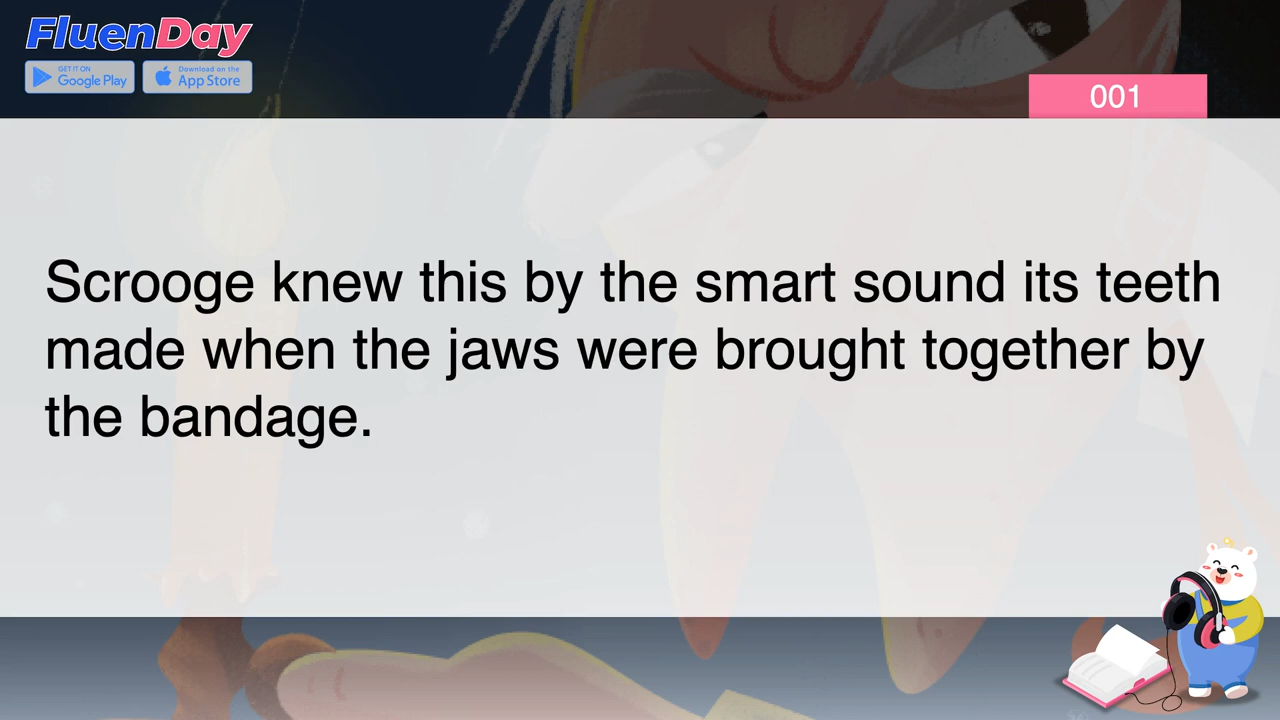 FluenDay
GET IT ON
Google Play
Download on the
App Store
001
Scrooge knew this by the smart sound its teeth
made when the jaws were brought together by
the bandage.